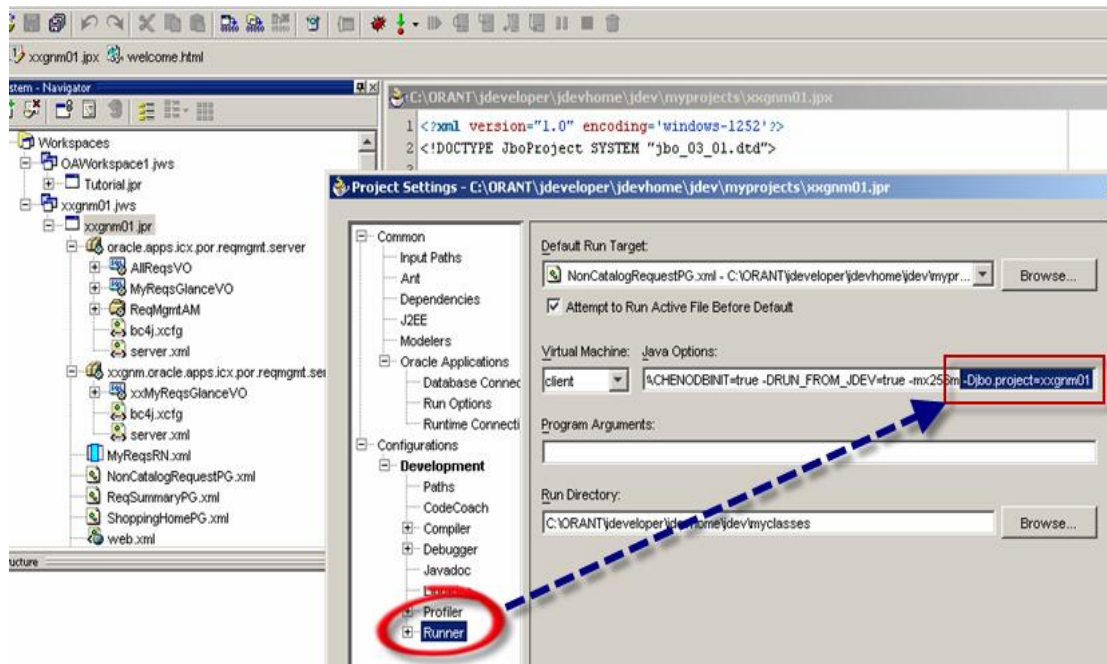 xxgnm01.jpx welcome.html
stem - Navigator
Workspaces
OAWorkspace1.jws
Tutorial.jpr
xxgnm01.jws
xxgnm01.jpr
oracle.apps.icx.por.reqmgmt.server
AllReqsVO
MyReqsGlanceVO
ReqMgmtAM
bc4j.xcfg
server.xml
xxgnm.oracle.apps.icx.por.reqmgmt.ser
xxMyReqsGlanceVO
bc4j.xcfg
server.xml
MyReqsRN.xml
NonCatalogRequestPG.xml
ReqSummaryPG.xml
ShoppingHomePG.xml
web.xml
ucture
C:\ORANT\jdeveloper\jdevhome\jdev\myprojects\xxgnm01.jpx
1 <?xml version="1.0" encoding='windows-1252'?>
2 <!DOCTYPE JboProject SYSTEM "jbo_03_01.dtd">
Project Settings - C:\ORANT\jdeveloper\jdevhome\jdev\myprojects\xxgnm01.jpr
Common
Input Paths
Ant
Dependencies
J2EE
Modelers
Oracle Applications
Database Connec
Run Options
Runtime Connecti
Configurations
Development
Paths
CodeCoach
Compiler
Debugger
Javadoc
Profiler
Runner
Default Run Target:
NonCatalogRequestPG.xml - C:\ORANT\jdeveloper\jdevhome\jdev\mypr... Browse...
Attempt to Run Active File Before Default
Virtual Machine: Java Options:
client ACHENODBINIT=true -DRUN_FROM_JDEV=true -mx256m -Djbo.project=xxgnm01
Program Arguments:
Run Directory:
C:\ORANT\jdeveloper\jdevhome\jdev\myclasses Browse...